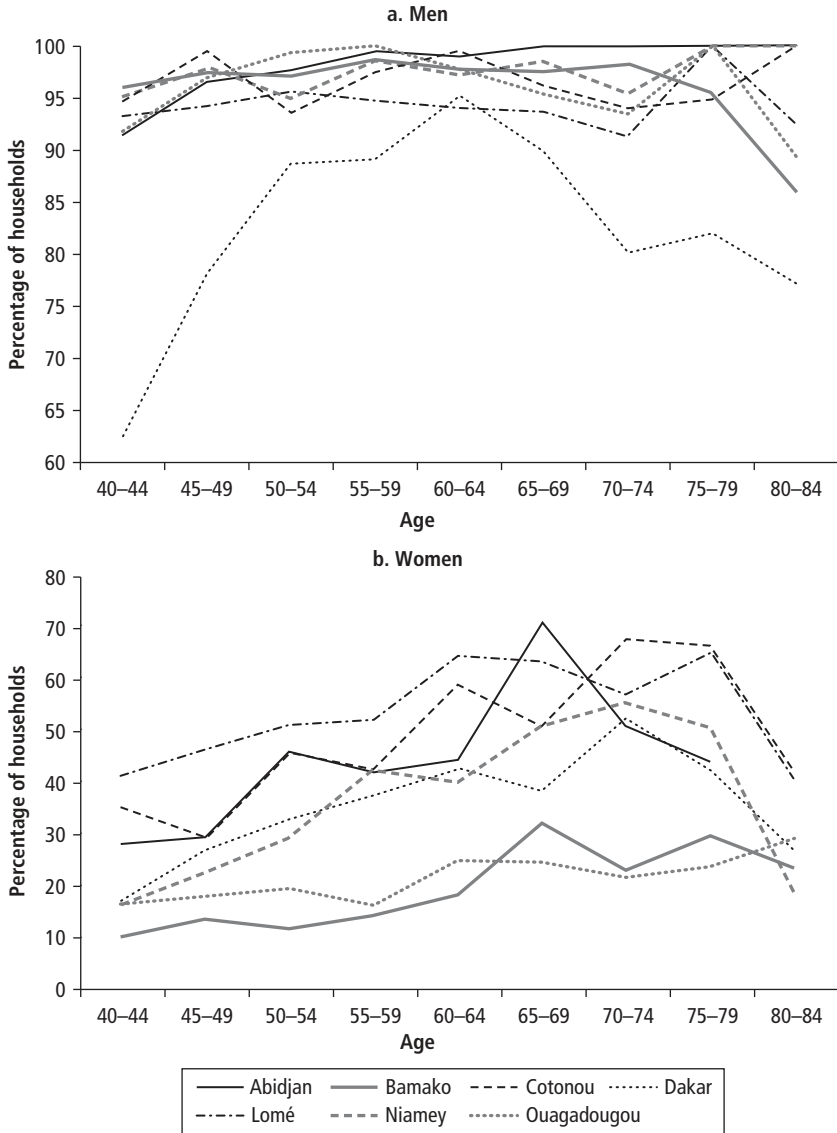 a. Men
100
95
90
85
80
75
70
65
60
Percentage of households
40–44 45–49 50–54 55–59 60–64 65–69 70–74 75–79 80–84
Age
b. Women
80
70
60
50
40
30
20
10
0
Percentage of households
40–44 45–49 50–54 55–59 60–64 65–69 70–74 75–79 80–84
Age
Abidjan Bamako Cotonou Dakar
Lomé Niamey Ouagadougou